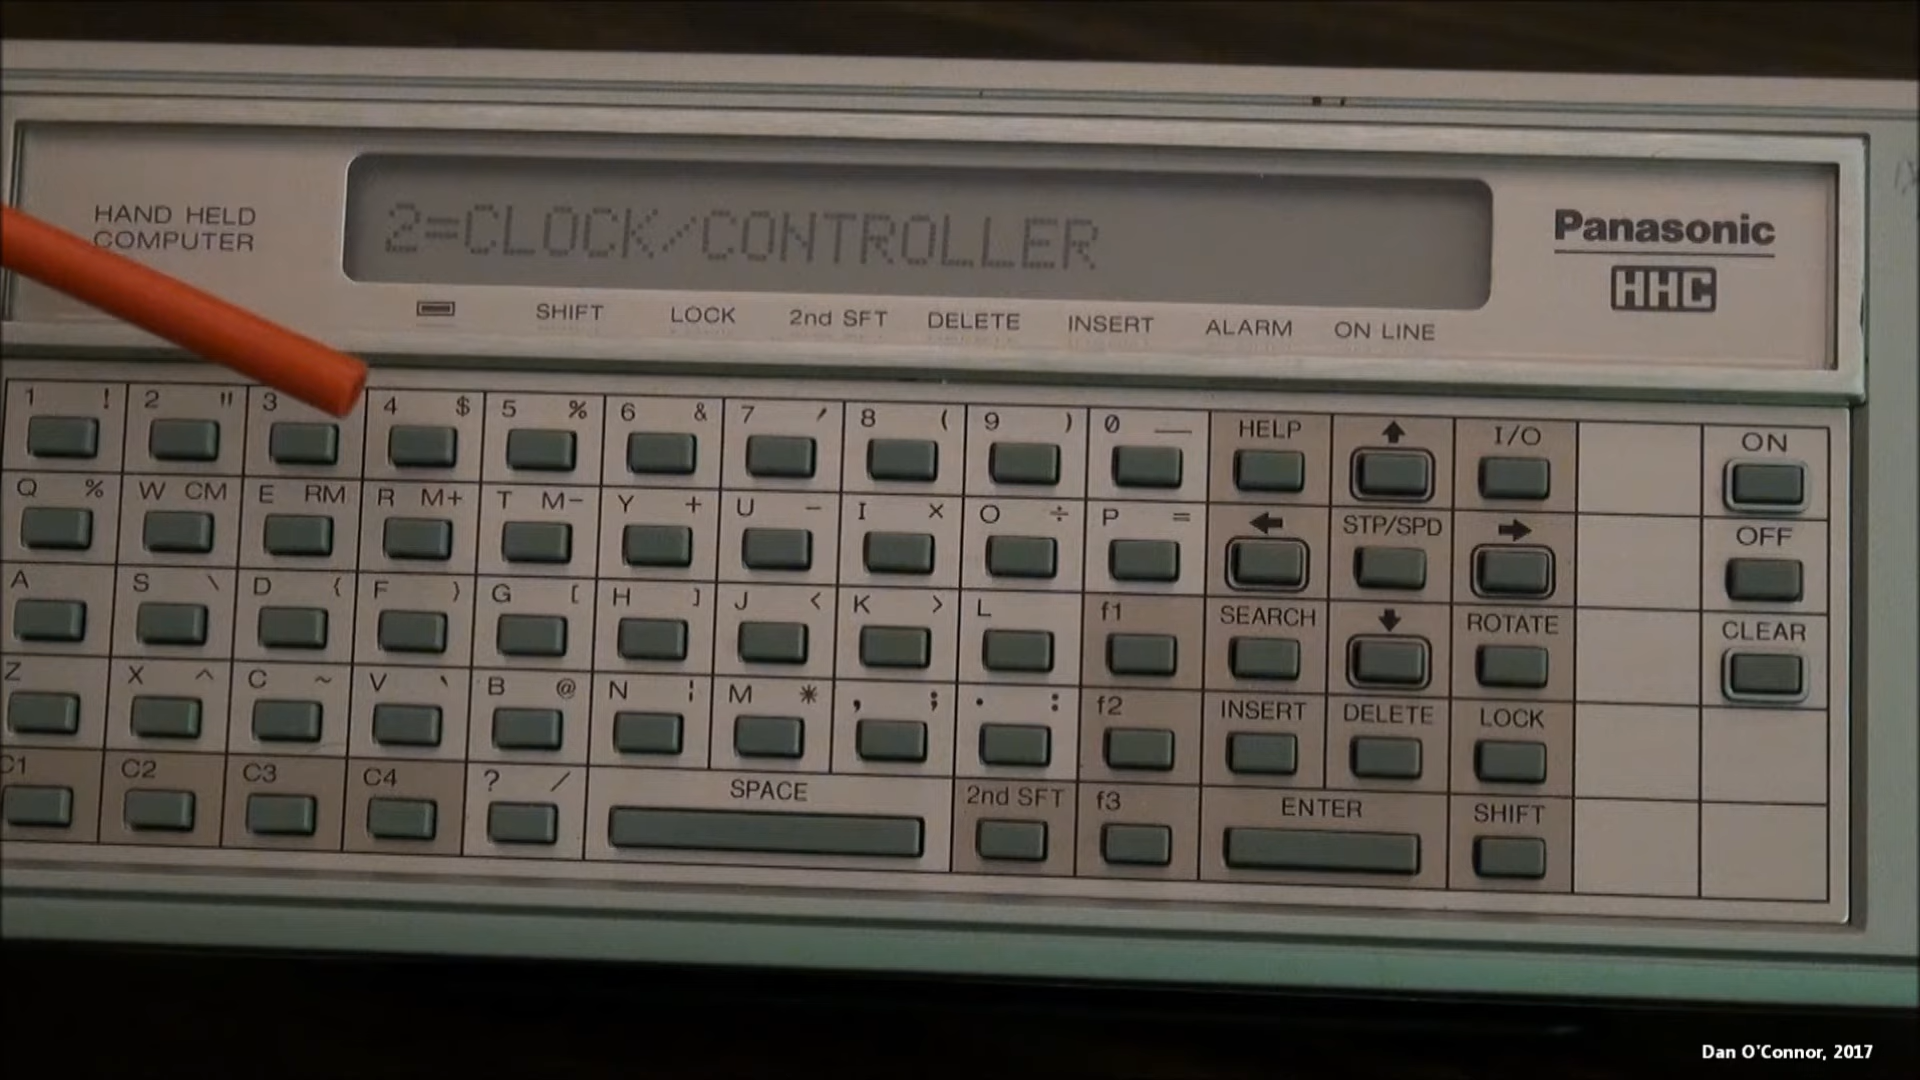 HAND HELD
COMPUTER
2=CLOCK/CONTROLLER
Panasonic
HHC
SHIFT LOCK 2nd SFT DELETE INSERT ALARM ON LINE
1 ! 2 " 3 4 $ 5 % 6 & 7 ' 8 ( 9 ) 0 _ HELP I/O ON
Q % W CM E RM R M+ T M- Y + U - I × O ÷ P = ← STP/SPD → OFF
A S \ D { F } G [ H ] J < K > L f1 SEARCH ↓ ROTATE CLEAR
Z X ^ C ~ V ` B @ N ¦ M * , ; . : f2 INSERT DELETE LOCK
C1 C2 C3 C4 ? / SPACE 2nd SFT f3 ENTER SHIFT
Dan O'Connor, 2017